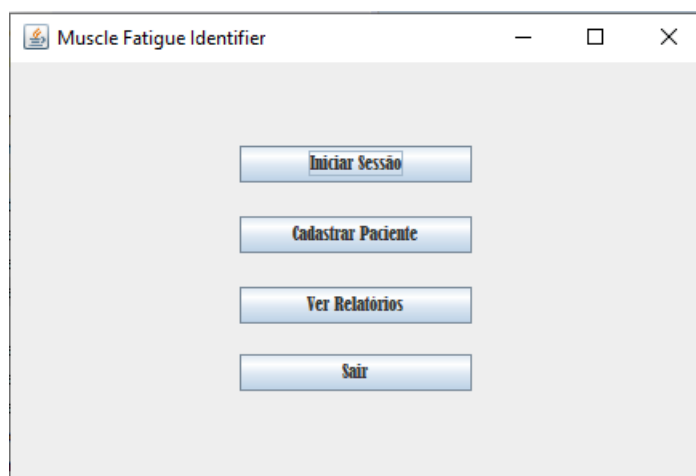 Muscle Fatigue Identifier
Iniciar Sessão
Cadastrar Paciente
Ver Relatórios
Sair